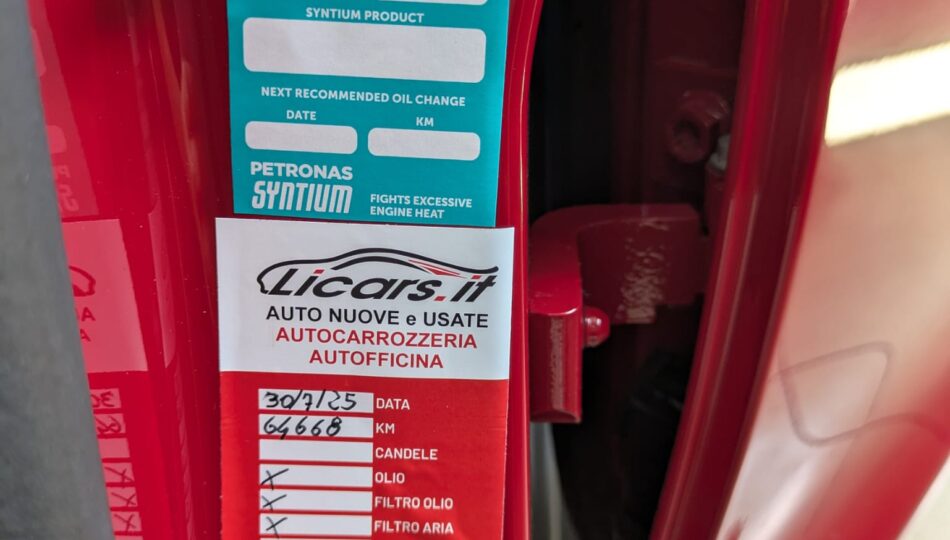 SYNTIUM PRODUCT
NEXT RECOMMENDED OIL CHANGE
DATE KM
PETRONAS
SYNTIUM
FIGHTS EXCESSIVE
ENGINE HEAT
Licars.it
AUTO NUOVE e USATE
AUTOCARROZZERIA
AUTOFFICINA
30/7/25 DATA
64668 KM
CANDELE
X OLIO
X FILTRO OLIO
X FILTRO ARIA